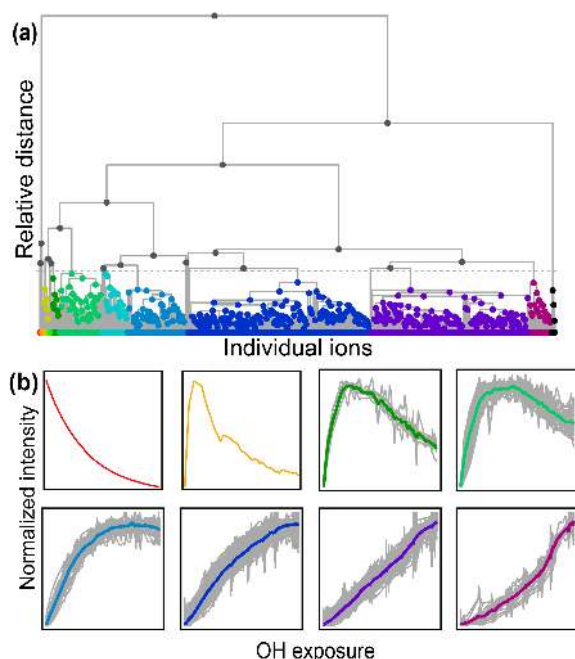 (a)
Relative distance
Individual ions
(b)
Normalized intensity
OH exposure